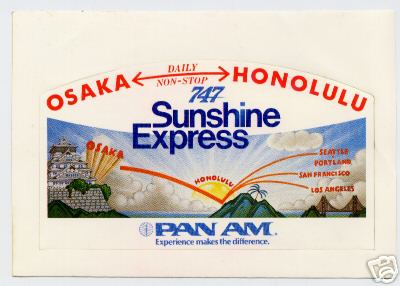 OSAKA DAILY NON-STOP HONOLULU
747
Sunshine
Express
OSAKA
HONOLULU
SEATTLE
PORTLAND
SAN FRANCISCO
LOS ANGELES
PAN AM.
Experience makes the difference.